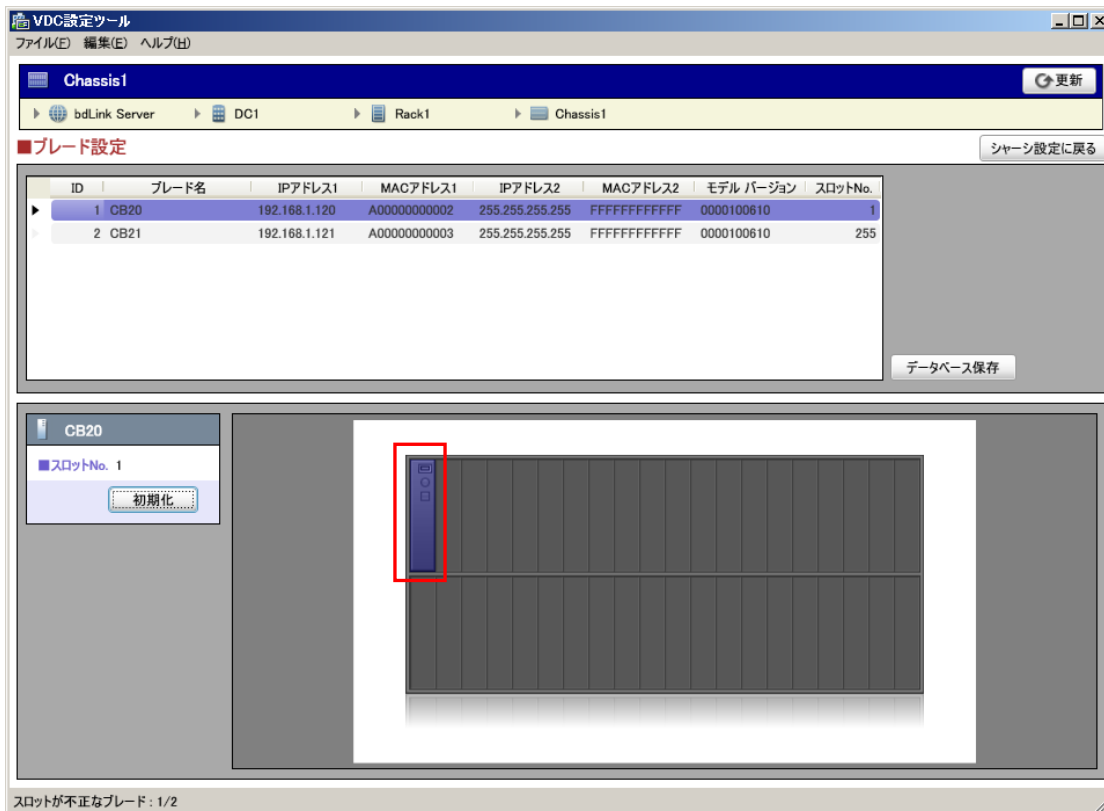 VDC設定ツール
ファイル(F) 編集(E) ヘルプ(H)
Chassis1 更新
bdLink Server DC1 Rack1 Chassis1
■ブレード設定 シャーシ設定に戻る
ID ブレード名 IPアドレス1 MACアドレス1 IPアドレス2 MACアドレス2 モデル バージョン スロットNo.
1 CB20 192.168.1.120 A00000000002 255.255.255.255 FFFFFFFFFFFF 0000100610 1
2 CB21 192.168.1.121 A00000000003 255.255.255.255 FFFFFFFFFFFF 0000100610 255
データベース保存
CB20
■スロットNo. 1
初期化
スロットが不正なブレード : 1/2